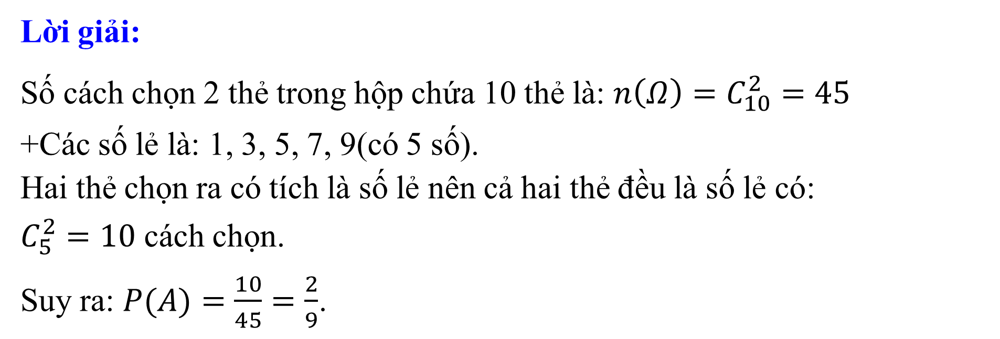 Lời giải:
Số cách chọn 2 thẻ trong hộp chứa 10 thẻ là: $n(\Omega) = C_{10}^{2} = 45$
+Các số lẻ là: 1, 3, 5, 7, 9(có 5 số).
Hai thẻ chọn ra có tích là số lẻ nên cả hai thẻ đều là số lẻ có:
$C_{5}^{2} = 10$ cách chọn.
Suy ra: $P(A) = \frac{10}{45} = \frac{2}{9}$.